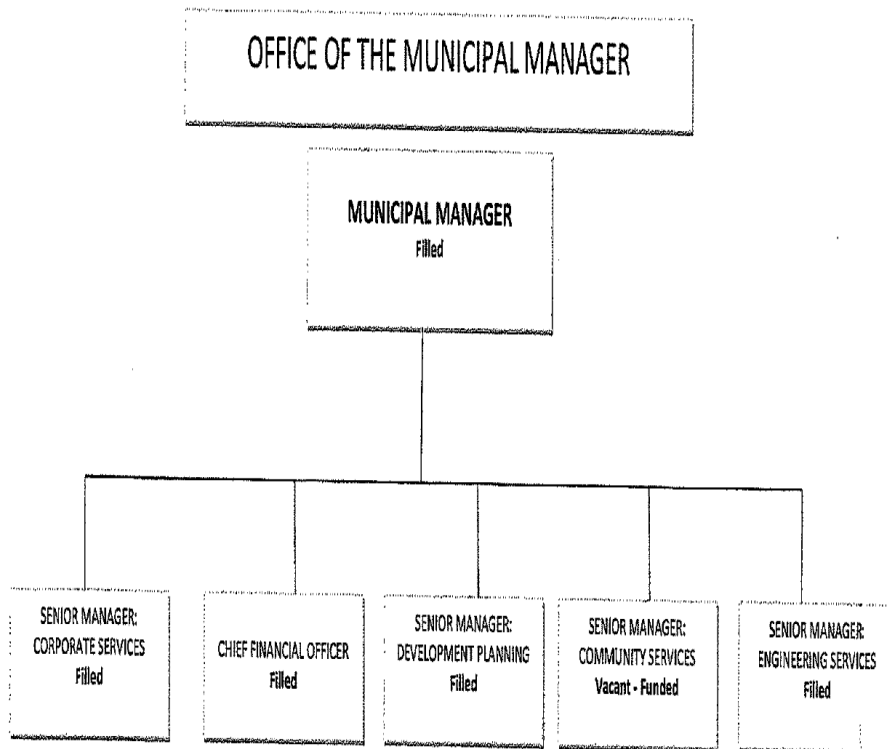 OFFICE OF THE MUNICIPAL MANAGER
MUNICIPAL MANAGER
Filled
SENIOR MANAGER:
CORPORATE SERVICES
Filled
CHIEF FINANCIAL OFFICER
Filled
SENIOR MANAGER:
DEVELOPMENT PLANNING
Filled
SENIOR MANAGER:
COMMUNITY SERVICES
Vacant - Funded
SENIOR MANAGER:
ENGINEERING SERVICES
Filled